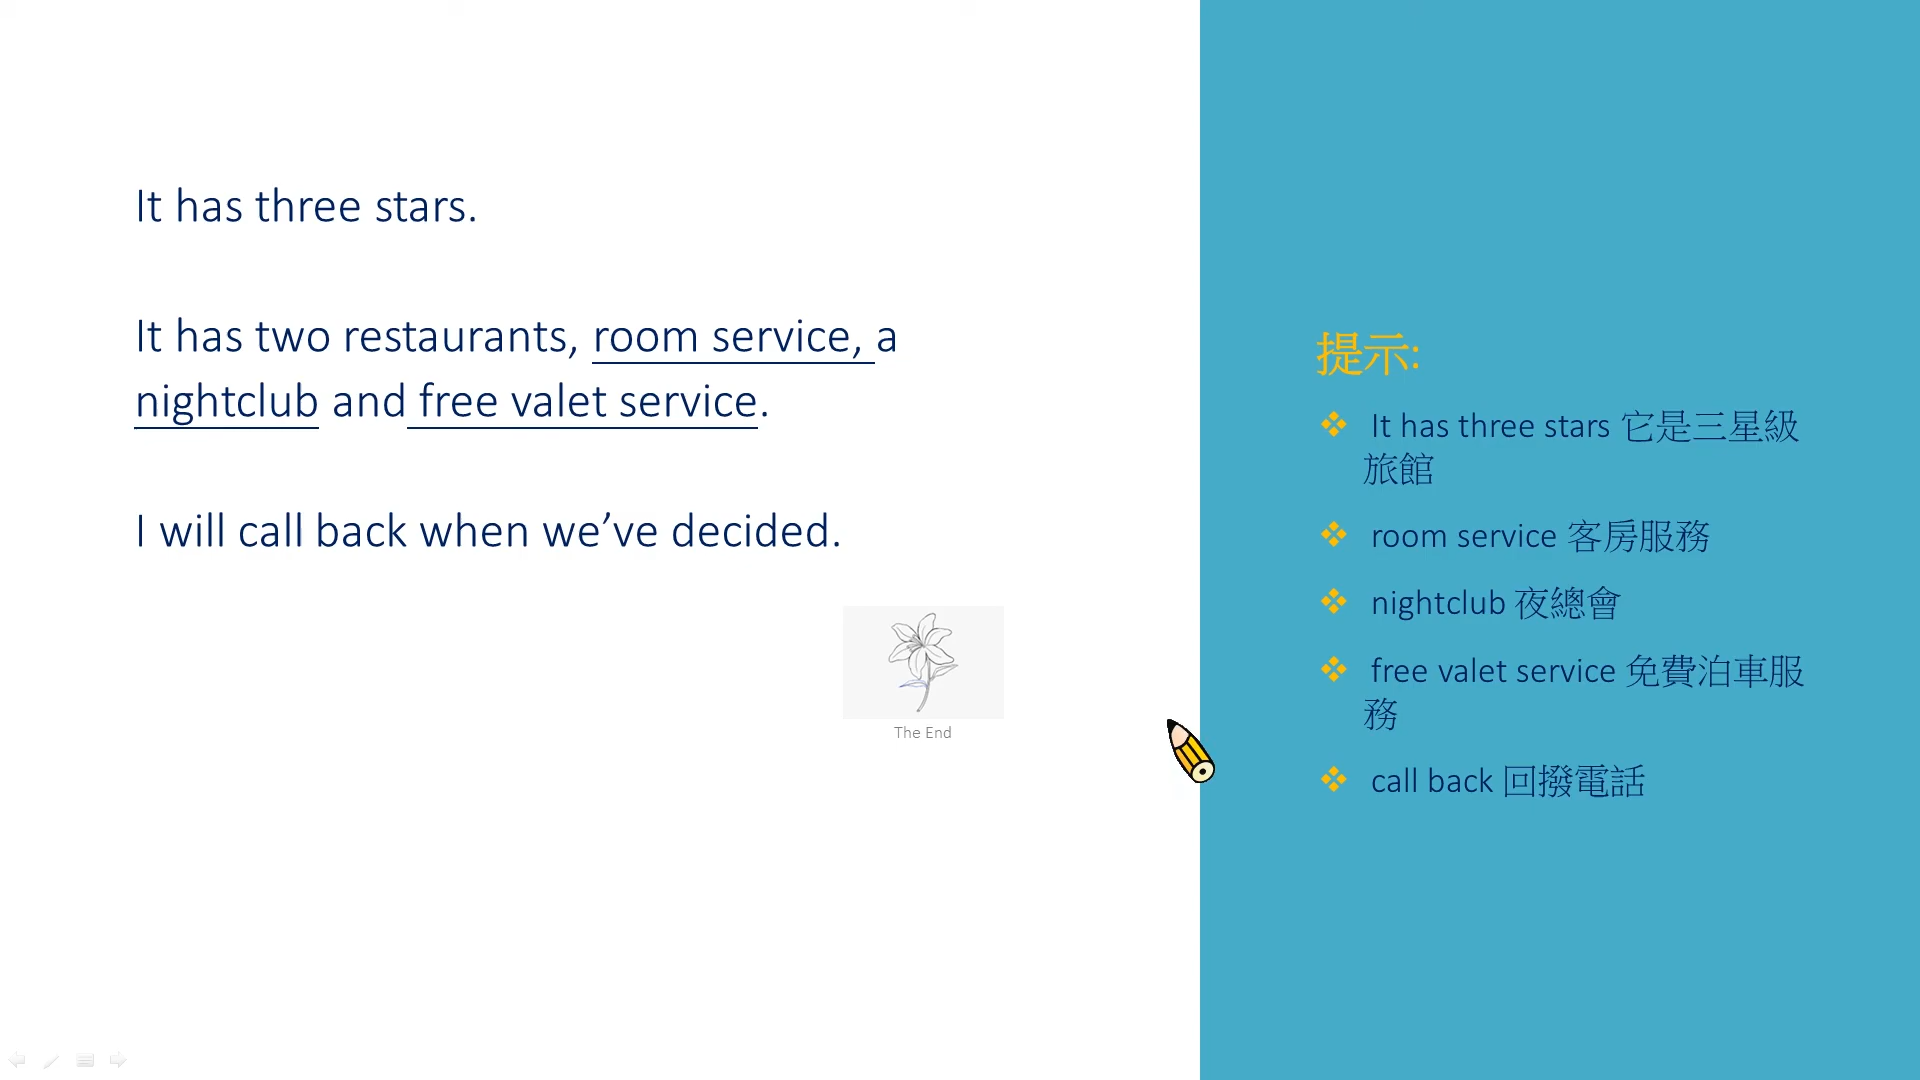 It has three stars.
It has two restaurants, room service, a
nightclub and free valet service.
I will call back when we’ve decided.
The End
提示:
It has three stars 它是三星級
旅館
room service 客房服務
nightclub 夜總會
free valet service 免費泊車服
務
call back 回撥電話